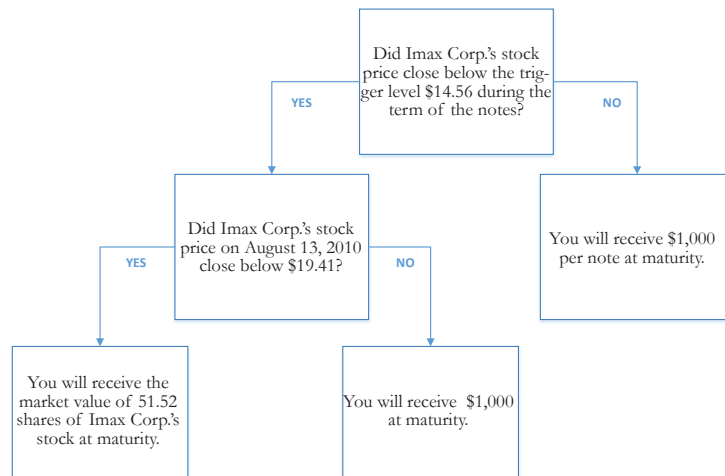 Did Imax Corp.'s stock
price close below the trig-
ger level $14.56 during the
term of the notes?
YES
NO
Did Imax Corp.'s stock
price on August 13, 2010
close below $19.41?
You will receive $1,000
per note at maturity.
YES
NO
You will receive the
market value of 51.52
shares of Imax Corp.'s
stock at maturity.
You will receive $1,000
at maturity.